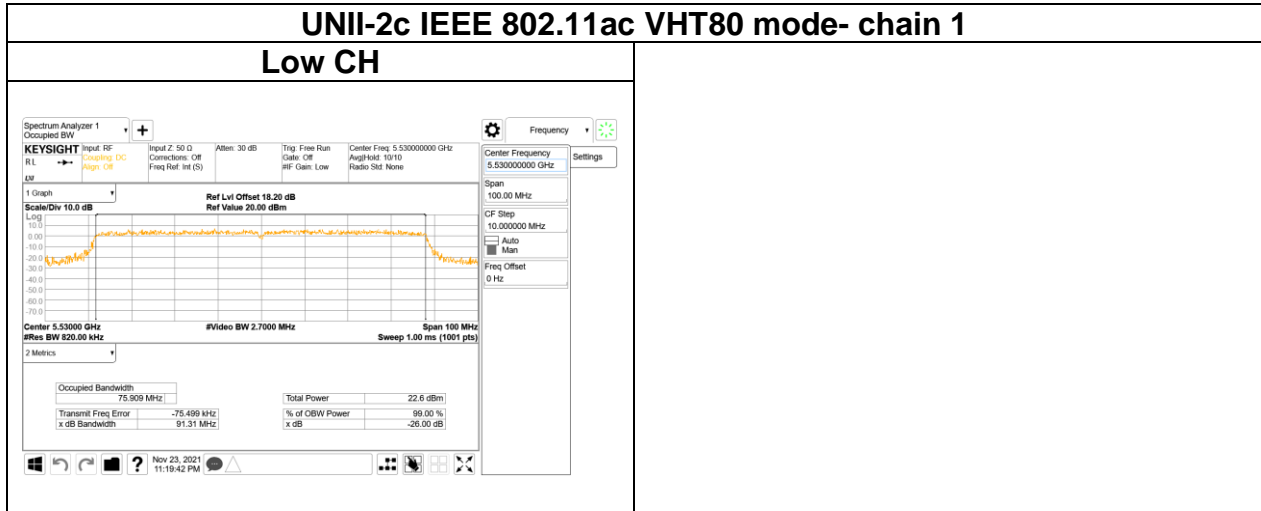 UNII-2c IEEE 802.11ac VHT80 mode- chain 1
Low CH
Spectrum Analyzer 1
Occupied BW
Frequency
KEYSIGHT
Input: RF
Coupling: DC
Align: Off
R L
Input Z: 50 Ω
Corrections: Off
Freq Ref: Int (S)
Atten: 30 dB
Trig: Free Run
Gate: Off
#IF Gain: Low
Center Freq: 5.530000000 GHz
Avg|Hold: 10/10
Radio Std: None
Center Frequency
5.530000000 GHz
Settings
Span
100.00 MHz
CF Step
10.000000 MHz
Auto
Man
Freq Offset
0 Hz
1 Graph
Scale/Div 10.0 dB
Ref Lvl Offset 18.20 dB
Ref Value 20.00 dBm
Log
10.0
0.00
-10.0
-20.0
-30.0
-40.0
-50.0
-60.0
-70.0
Center 5.53000 GHz
#Video BW 2.7000 MHz
Span 100 MHz
#Res BW 820.00 kHz
Sweep 1.00 ms (1001 pts)
2 Metrics
Occupied Bandwidth
75.909 MHz
Total Power 22.6 dBm
Transmit Freq Error -75.499 kHz
% of OBW Power 99.00 %
x dB Bandwidth 91.31 MHz
x dB -26.00 dB
?
Nov 23, 2021
11:19:42 PM